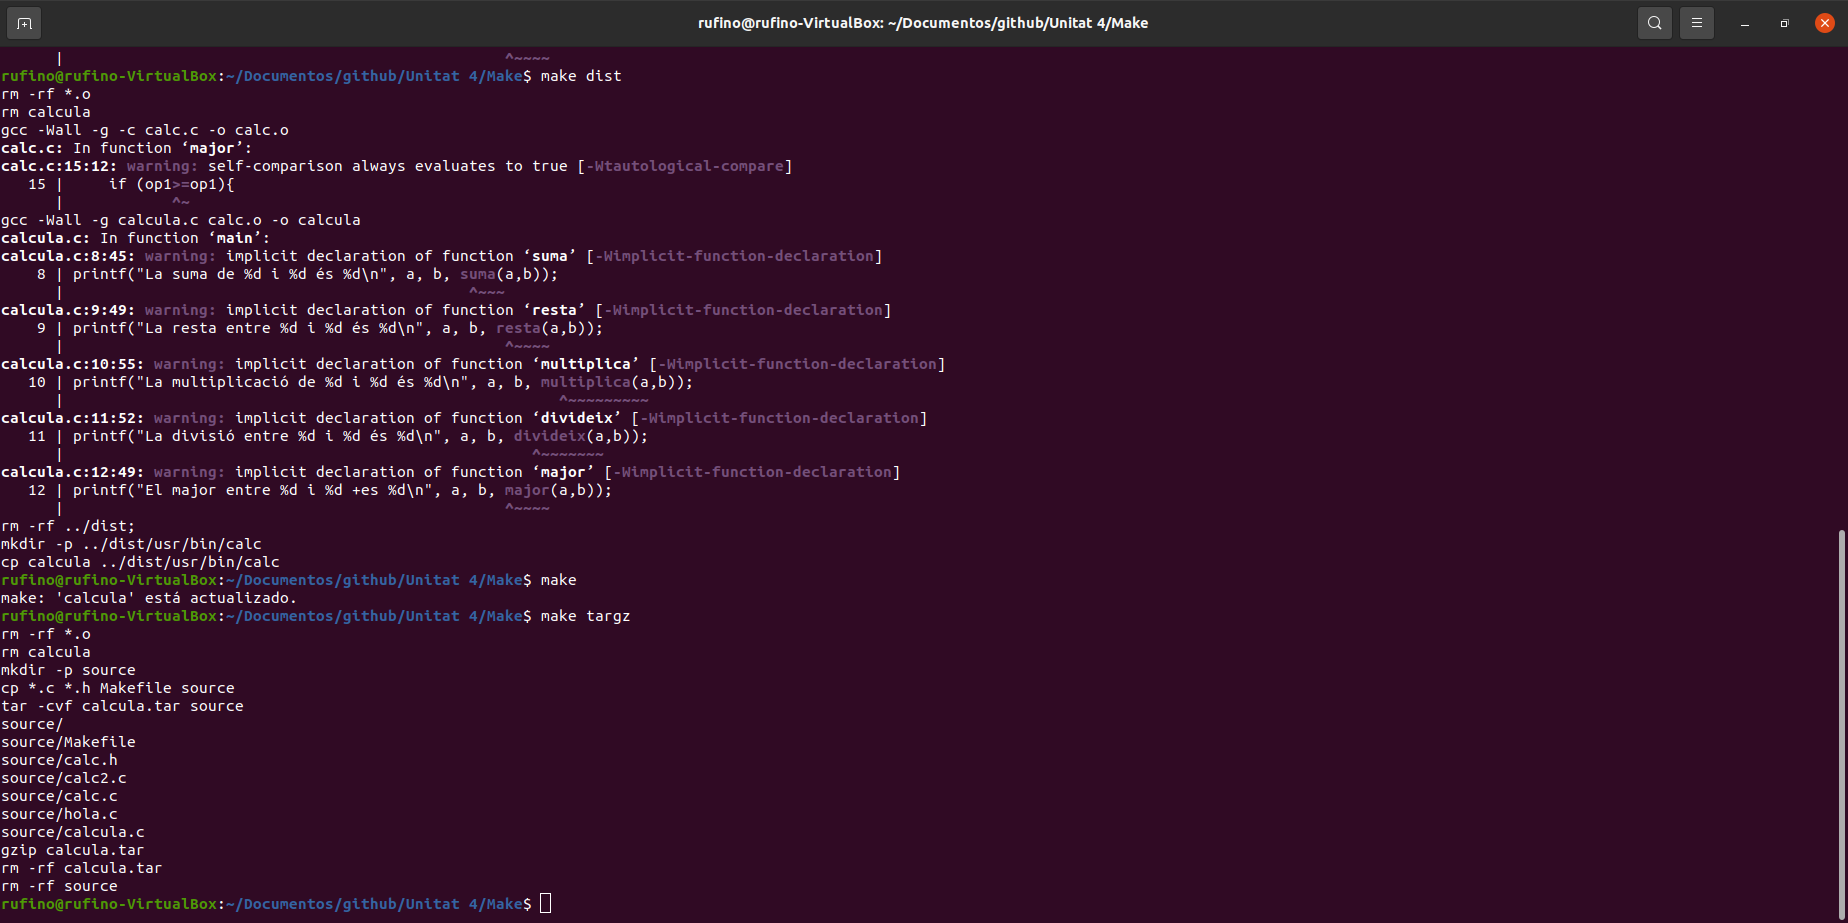 rufino@rufino-VirtualBox: ~/Documentos/github/Unitat 4/Make
      |                                                 ^~~~~
rufino@rufino-VirtualBox:~/Documentos/github/Unitat 4/Make$ make dist
rm -rf *.o
rm calcula
gcc -Wall -g -c calc.c -o calc.o
calc.c: In function ‘major’:
calc.c:15:12: warning: self-comparison always evaluates to true [-Wtautological-compare]
   15 |     if (op1>=op1){
      |            ^~
gcc -Wall -g calcula.c calc.o -o calcula
calcula.c: In function ‘main’:
calcula.c:8:45: warning: implicit declaration of function ‘suma’ [-Wimplicit-function-declaration]
    8 | printf("La suma de %d i %d és %d\n", a, b, suma(a,b));
      |                                             ^~~~
calcula.c:9:49: warning: implicit declaration of function ‘resta’ [-Wimplicit-function-declaration]
    9 | printf("La resta entre %d i %d és %d\n", a, b, resta(a,b));
      |                                                 ^~~~~
calcula.c:10:55: warning: implicit declaration of function ‘multiplica’ [-Wimplicit-function-declaration]
   10 | printf("La multiplicació de %d i %d és %d\n", a, b, multiplica(a,b));
      |                                                       ^~~~~~~~~~
calcula.c:11:52: warning: implicit declaration of function ‘divideix’ [-Wimplicit-function-declaration]
   11 | printf("La divisió entre %d i %d és %d\n", a, b, divideix(a,b));
      |                                                    ^~~~~~~~
calcula.c:12:49: warning: implicit declaration of function ‘major’ [-Wimplicit-function-declaration]
   12 | printf("El major entre %d i %d +es %d\n", a, b, major(a,b));
      |                                                 ^~~~~
rm -rf ../dist;
mkdir -p ../dist/usr/bin/calc
cp calcula ../dist/usr/bin/calc
rufino@rufino-VirtualBox:~/Documentos/github/Unitat 4/Make$ make
make: 'calcula' está actualizado.
rufino@rufino-VirtualBox:~/Documentos/github/Unitat 4/Make$ make targz
rm -rf *.o
rm calcula
mkdir -p source
cp *.c *.h Makefile source
tar -cvf calcula.tar source
source/
source/Makefile
source/calc.h
source/calc2.c
source/calc.c
source/hola.c
source/calcula.c
gzip calcula.tar
rm -rf calcula.tar
rm -rf source
rufino@rufino-VirtualBox:~/Documentos/github/Unitat 4/Make$